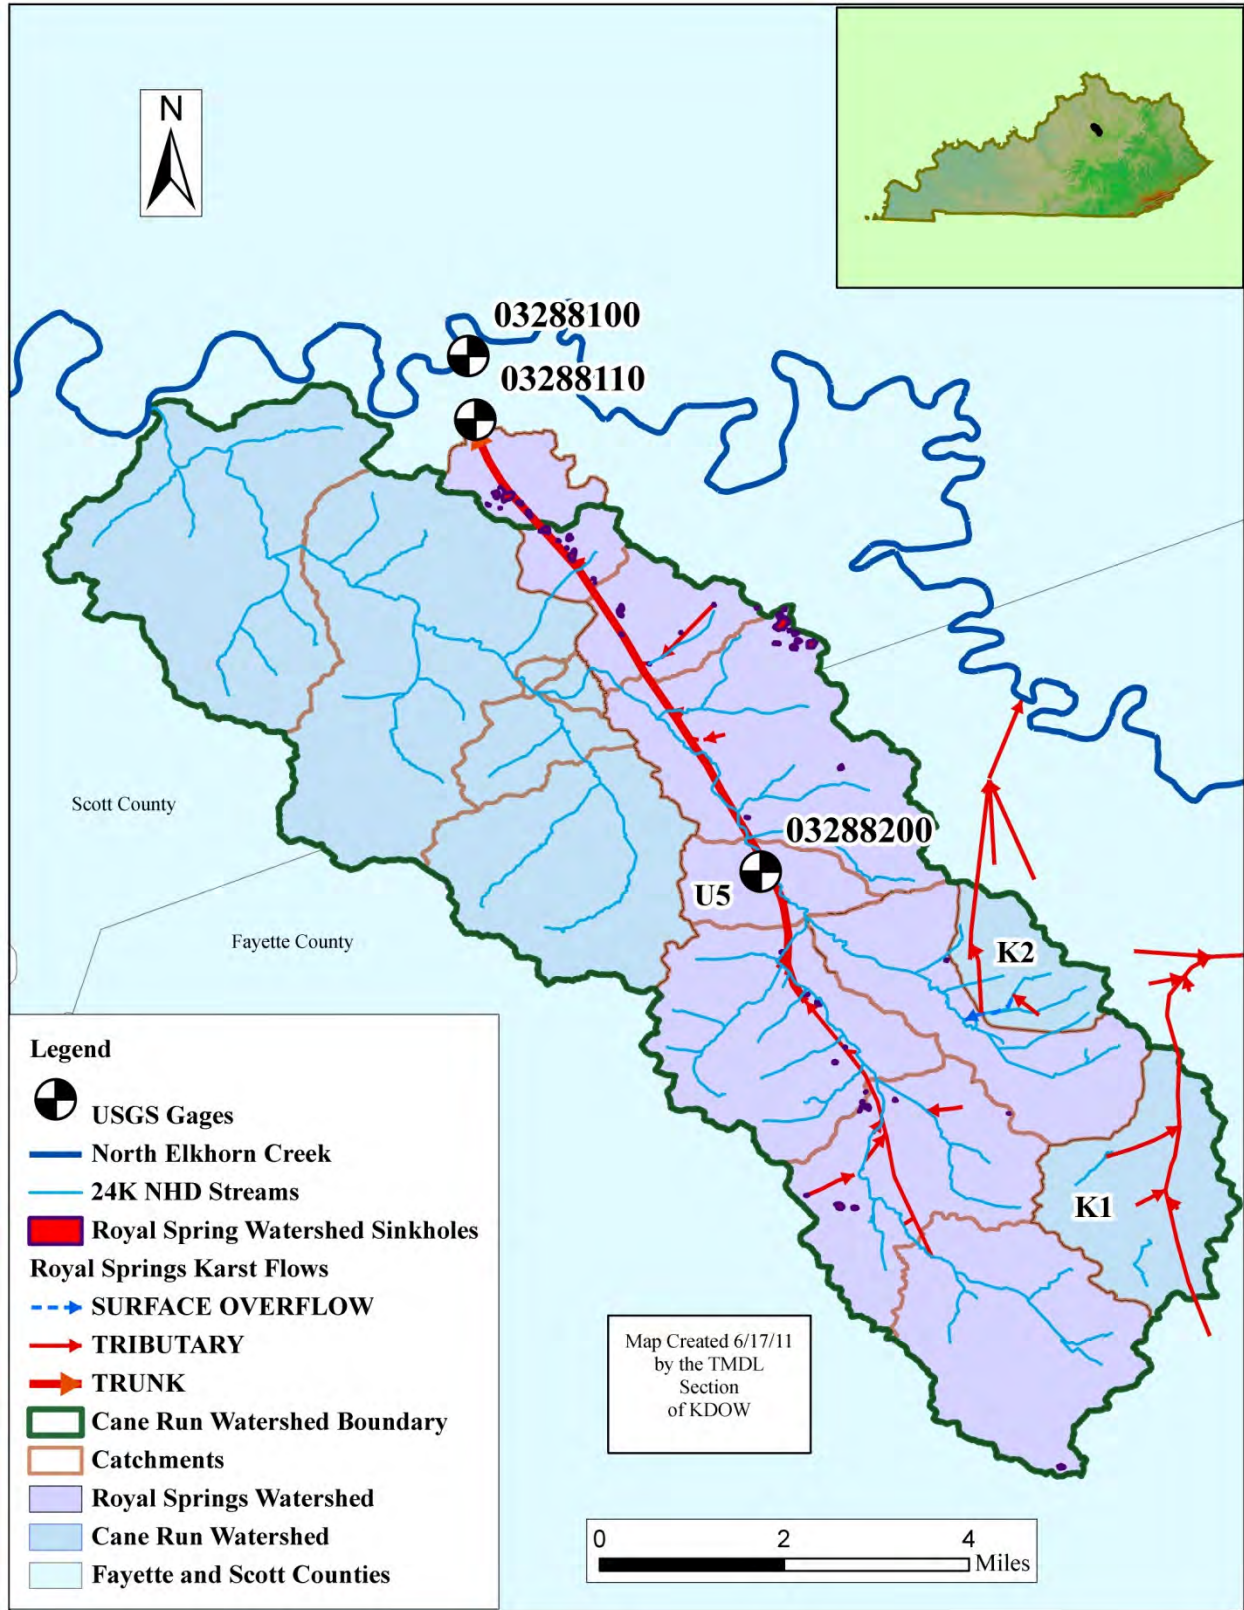 N
03288100
03288110
Scott County
03288200
U5
Fayette County
K2
K1
Legend
USGS Gages
North Elkhorn Creek
24K NHD Streams
Royal Spring Watershed Sinkholes
Royal Springs Karst Flows
SURFACE OVERFLOW
TRIBUTARY
TRUNK
Cane Run Watershed Boundary
Catchments
Royal Springs Watershed
Cane Run Watershed
Fayette and Scott Counties
Map Created 6/17/11
by the TMDL
Section
of KDOW
0 2 4
Miles